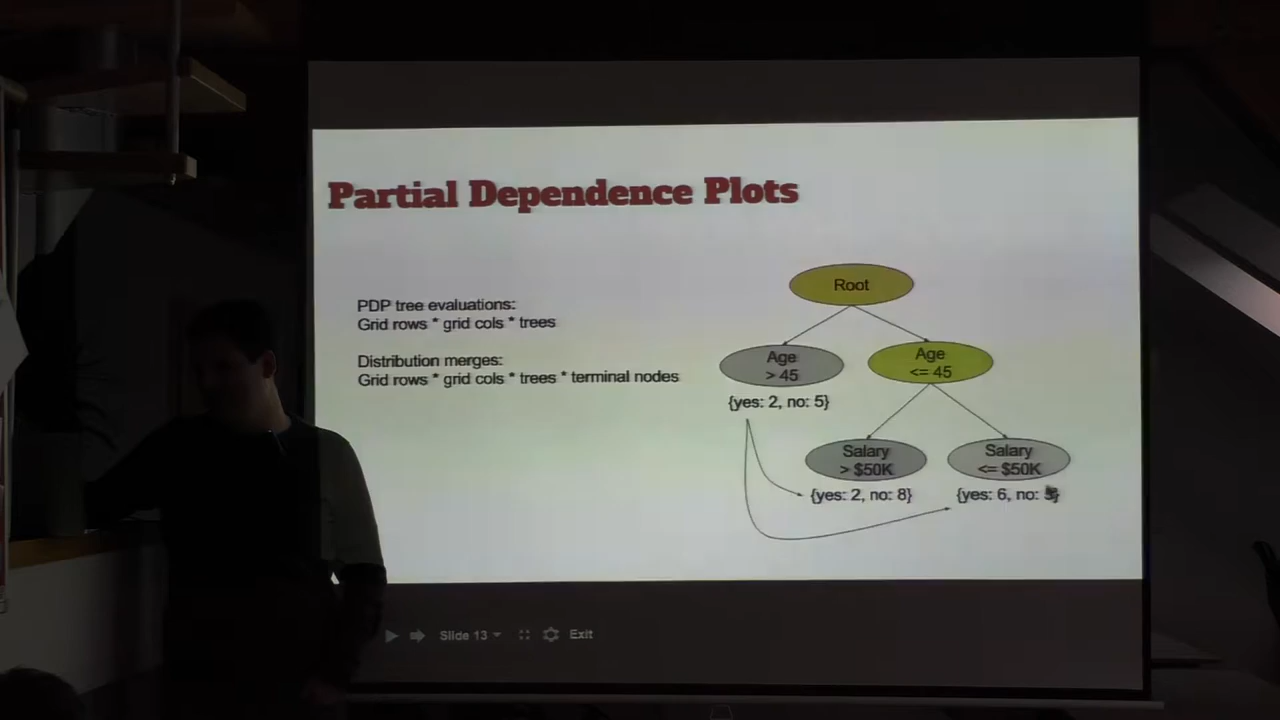 Partial Dependence Plots
PDP tree evaluations:
Grid rows * grid cols * trees
Distribution merges:
Grid rows * grid cols * trees * terminal nodes
Root
Age
> 45
{yes: 2, no: 5}
Age
<= 45
Salary
> $50K
{yes: 2, no: 8}
Salary
<= $50K
{yes: 6, no:
Slide 13
Exit